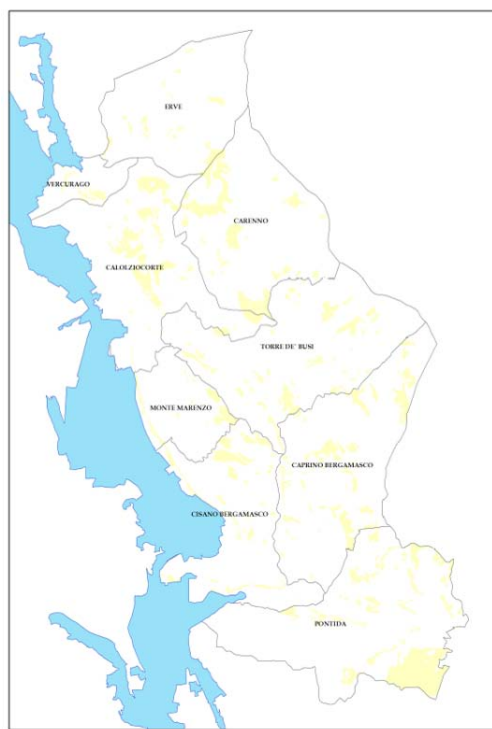 ERVE
VERCURAGO
CARENNO
CALOLZIOCORTE
TORRE DE' BUSI
MONTE MARENZO
CAPRINO BERGAMASCO
CISANO BERGAMASCO
PONTIDA